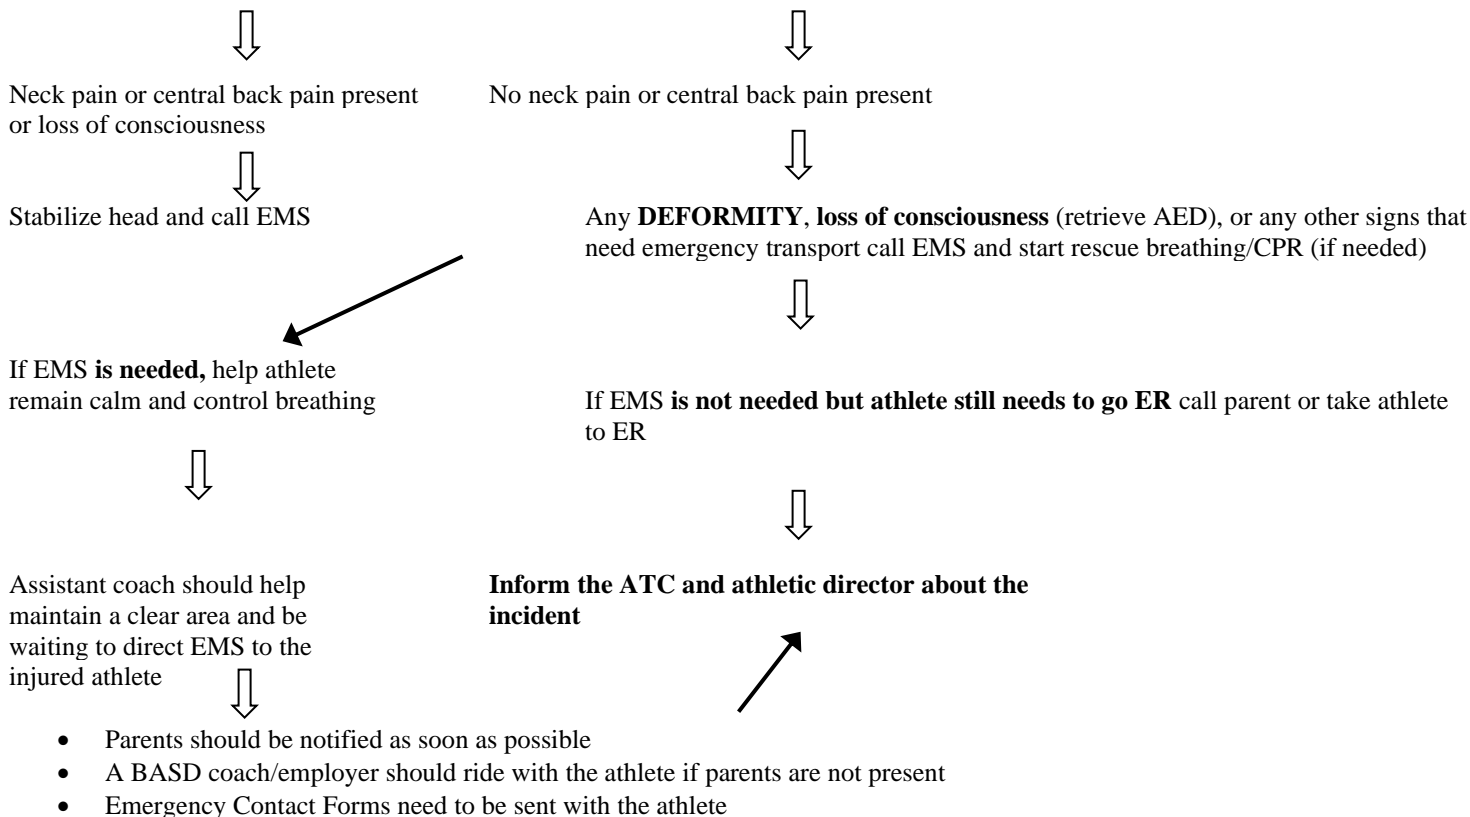 Neck pain or central back pain present
or loss of consciousness
No neck pain or central back pain present
Stabilize head and call EMS
Any DEFORMITY, loss of consciousness (retrieve AED), or any other signs that
need emergency transport call EMS and start rescue breathing/CPR (if needed)
If EMS is needed, help athlete
remain calm and control breathing
If EMS is not needed but athlete still needs to go ER call parent or take athlete
to ER
Assistant coach should help
maintain a clear area and be
waiting to direct EMS to the
injured athlete
Inform the ATC and athletic director about the
incident
• Parents should be notified as soon as possible
• A BASD coach/employer should ride with the athlete if parents are not present
• Emergency Contact Forms need to be sent with the athlete